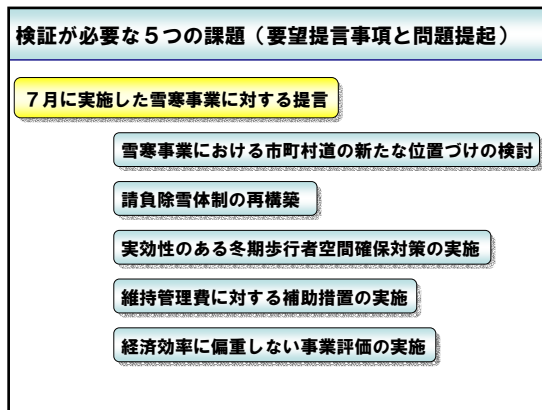 検証が必要な５つの課題（要望提言事項と問題提起）
７月に実施した雪寒事業に対する提言
雪寒事業における市町村道の新たな位置づけの検討
請負除雪体制の再構築
実効性のある冬期歩行者空間確保対策の実施
維持管理費に対する補助措置の実施
経済効率に偏重しない事業評価の実施